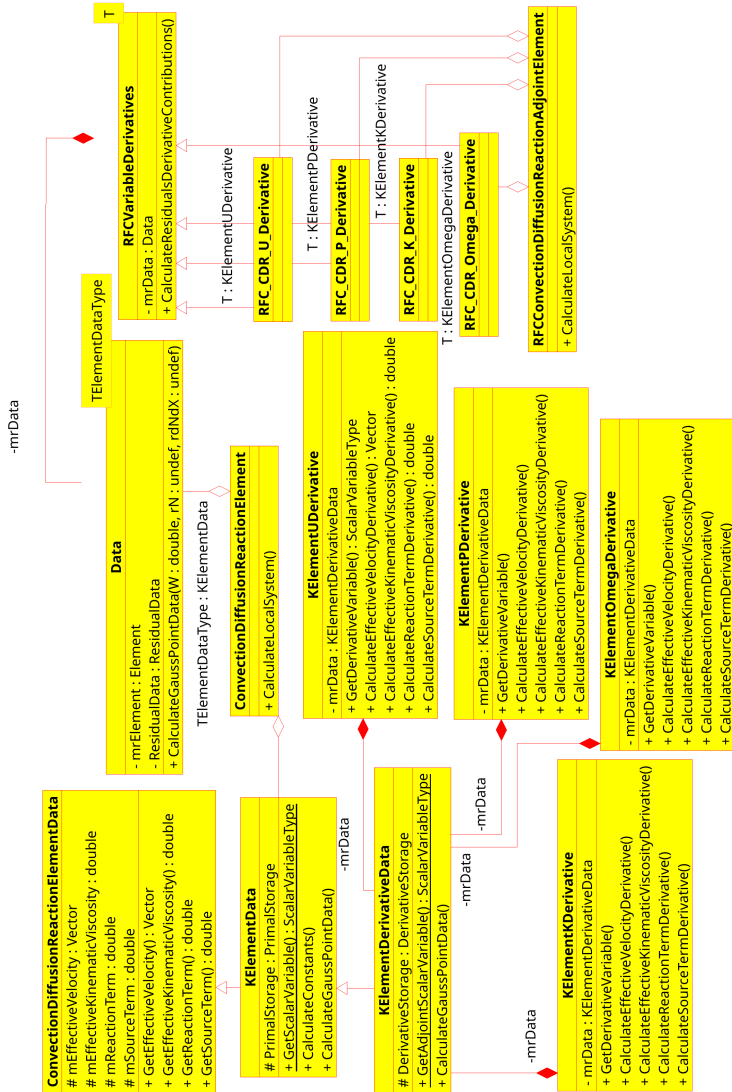 ConvectionDiffusionReactionElementData
# mEffectiveVelocity : Vector
# mEffectiveKinematicViscosity : double
# mReactionTerm : double
# mSourceTerm : double
+ GetEffectiveVelocity() : Vector
+ GetEffectiveKinematicViscosity() : double
+ GetReactionTerm() : double
+ GetSourceTerm() : double
TElementDataType
Data
- mrElement : Element
- ResidualData : ResidualData
+ CalculateGaussPointData(W : double, rN : undef, rdNdX : undef)
-mrData
T
RFCVariableDerivatives
- mrData : Data
+ CalculateResidualsDerivativeContributions()
TElementDataType : KElementData
ConvectionDiffusionReactionElement
+ CalculateLocalSystem()
T : KElementUDerivative
RFC_CDR_U_Derivative
T : KElementPDerivative
RFC_CDR_P_Derivative
T : KElementKDerivative
RFC_CDR_K_Derivative
T : KElementOmegaDerivative
RFC_CDR_Omega_Derivative
RFCConvectionDiffusionReactionAdjointElement
+ CalculateLocalSystem()
KElementData
# PrimalStorage : PrimalStorage
+ GetScalarVariable() : ScalarVariableType
+ CalculateConstants()
+ CalculateGaussPointData()
KElementUDerivative
- mrData : KElementDerivativeData
+ GetDerivativeVariable() : ScalarVariableType
+ CalculateEffectiveVelocityDerivative() : Vector
+ CalculateEffectiveKinematicViscosityDerivative() : double
+ CalculateReactionTermDerivative() : double
+ CalculateSourceTermDerivative() : double
-mrData
KElementDerivativeData
# DerivativeStorage : DerivativeStorage
+ GetAdjointScalarVariable() : ScalarVariableType
+ CalculateGaussPointData()
KElementPDerivative
- mrData : KElementDerivativeData
+ GetDerivativeVariable()
+ CalculateEffectiveVelocityDerivative()
+ CalculateEffectiveKinematicViscosityDerivative()
+ CalculateReactionTermDerivative()
+ CalculateSourceTermDerivative()
-mrData
-mrData
KElementOmegaDerivative
- mrData : KElementDerivativeData
+ GetDerivativeVariable()
+ CalculateEffectiveVelocityDerivative()
+ CalculateEffectiveKinematicViscosityDerivative()
+ CalculateReactionTermDerivative()
+ CalculateSourceTermDerivative()
-mrData
KElementKDerivative
- mrData : KElementDerivativeData
+ GetDerivativeVariable()
+ CalculateEffectiveVelocityDerivative()
+ CalculateEffectiveKinematicViscosityDerivative()
+ CalculateReactionTermDerivative()
+ CalculateSourceTermDerivative()